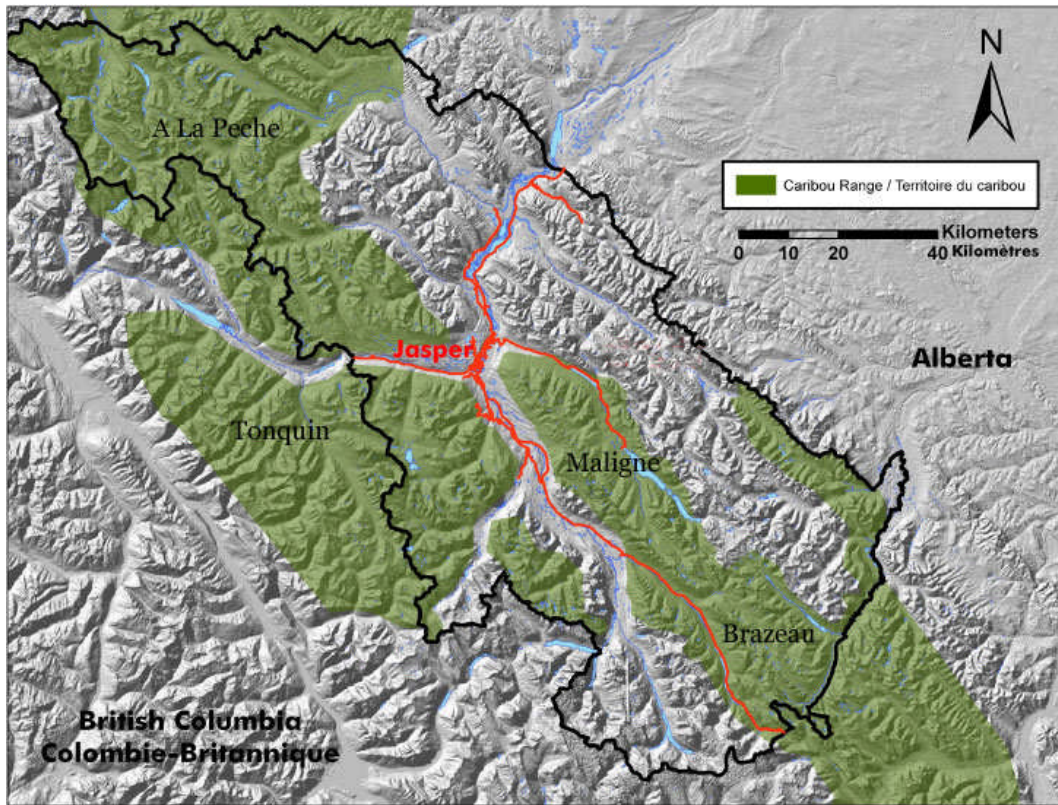 N
A La Peche
Caribou Range / Territoire du caribou
Kilometers
0 10 20 40 Kilomètres
Jasper
Alberta
Tonquin
Maligne
Brazeau
British Columbia
Colombie-Britannique